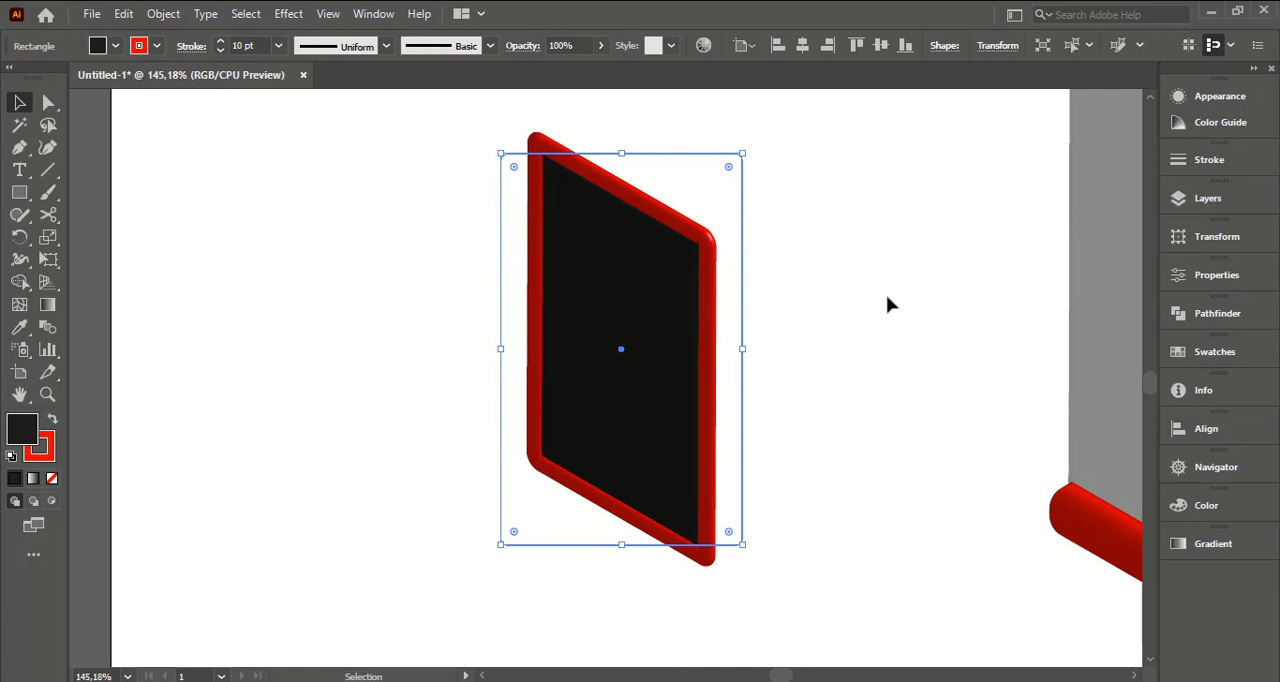 Ai File Edit Object Type Select Effect View Window Help Search Adobe Help
Rectangle Stroke: 10 pt Uniform Basic Opacity: 100% Style: Shape: Transform
Untitled-1* @ 145,18% (RGB/CPU Preview)
Appearance
Color Guide
Stroke
Layers
Transform
Properties
Pathfinder
Swatches
Info
Align
Navigator
Color
Gradient
145,18% 1 Selection